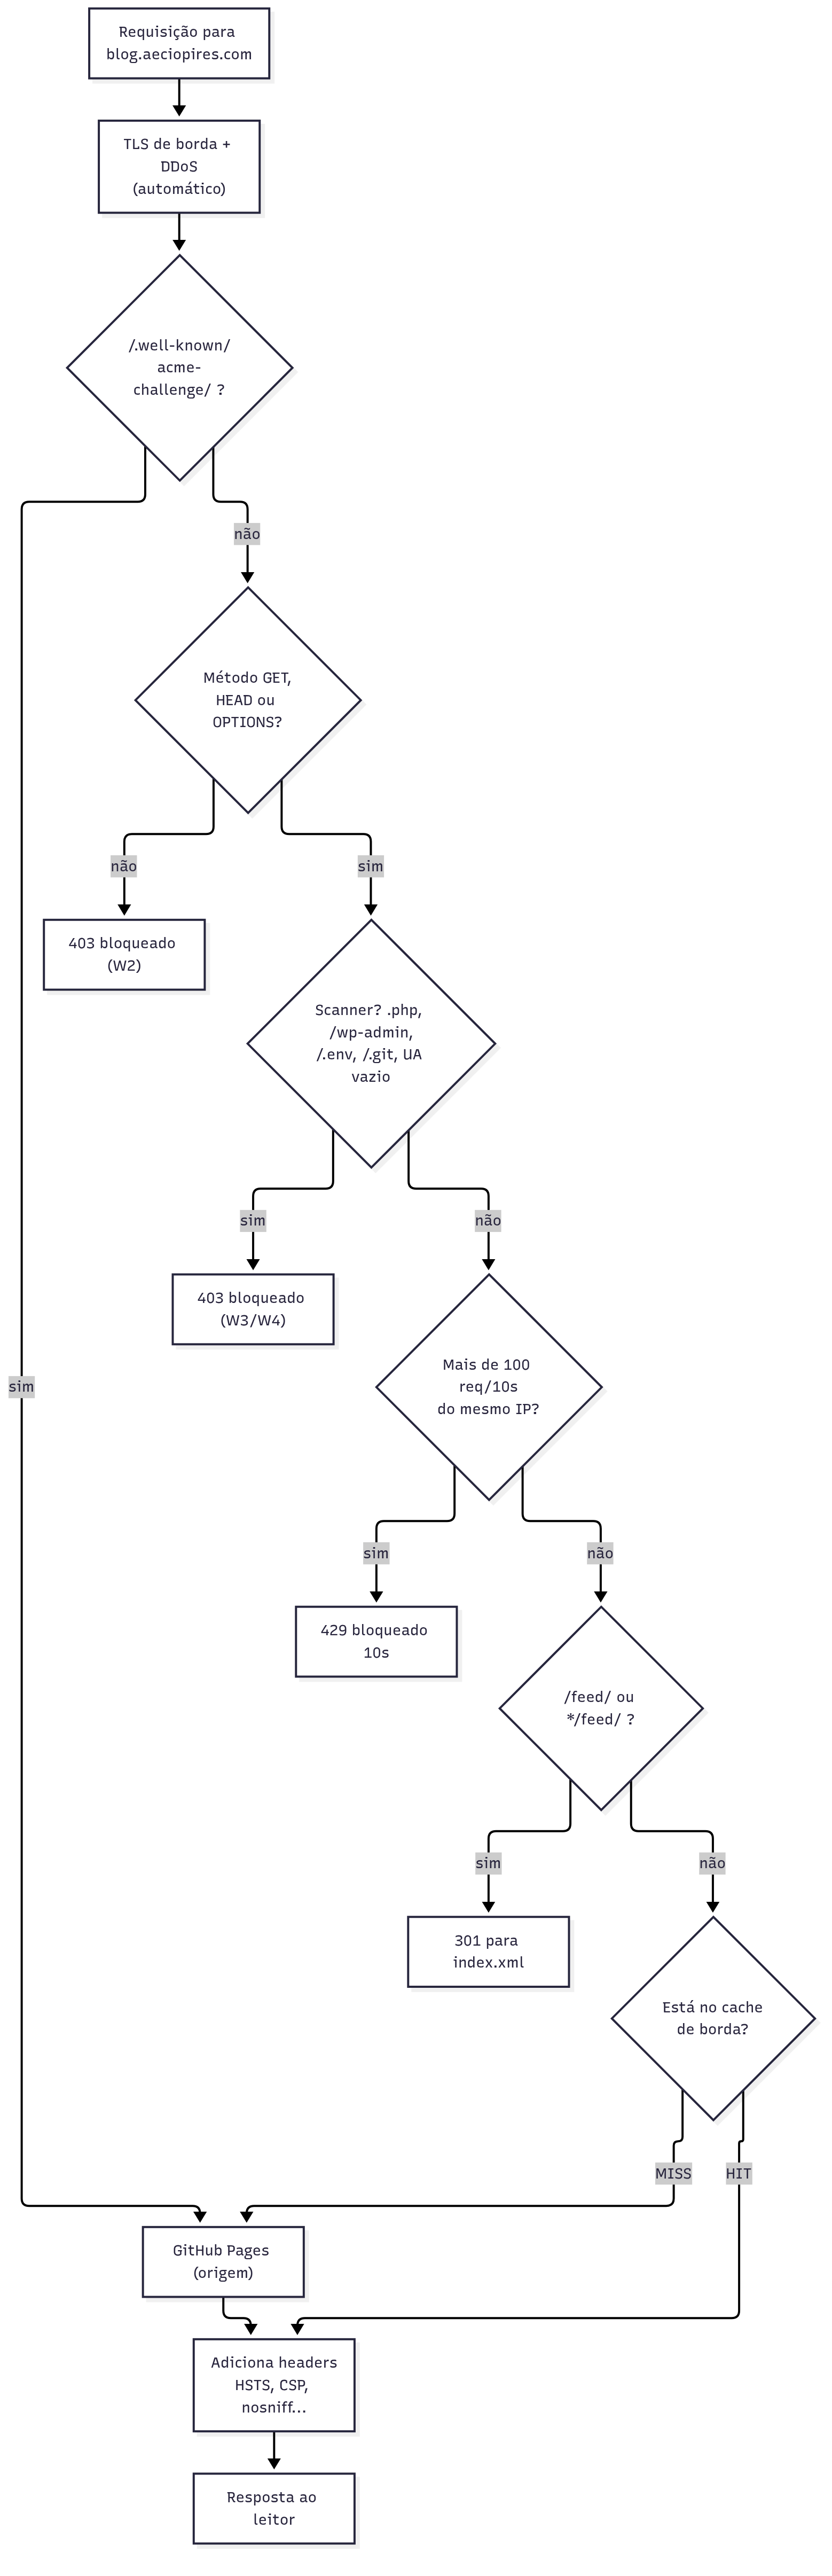 Requisição para
blog.aeciopires.com
TLS de borda +
DDoS
(automático)
/.well-known/
acme-
challenge/ ?
não
Método GET,
HEAD ou
OPTIONS?
não
sim
403 bloqueado
(W2)
Scanner? .php,
/wp-admin,
/.env, /.git, UA
vazio
sim
não
403 bloqueado
(W3/W4)
Mais de 100
req/10s
do mesmo IP?
sim
sim
não
429 bloqueado
10s
/feed/ ou
*/feed/ ?
sim
não
301 para
index.xml
Está no cache
de borda?
MISS
HIT
GitHub Pages
(origem)
Adiciona headers
HSTS, CSP,
nosniff...
Resposta ao
leitor